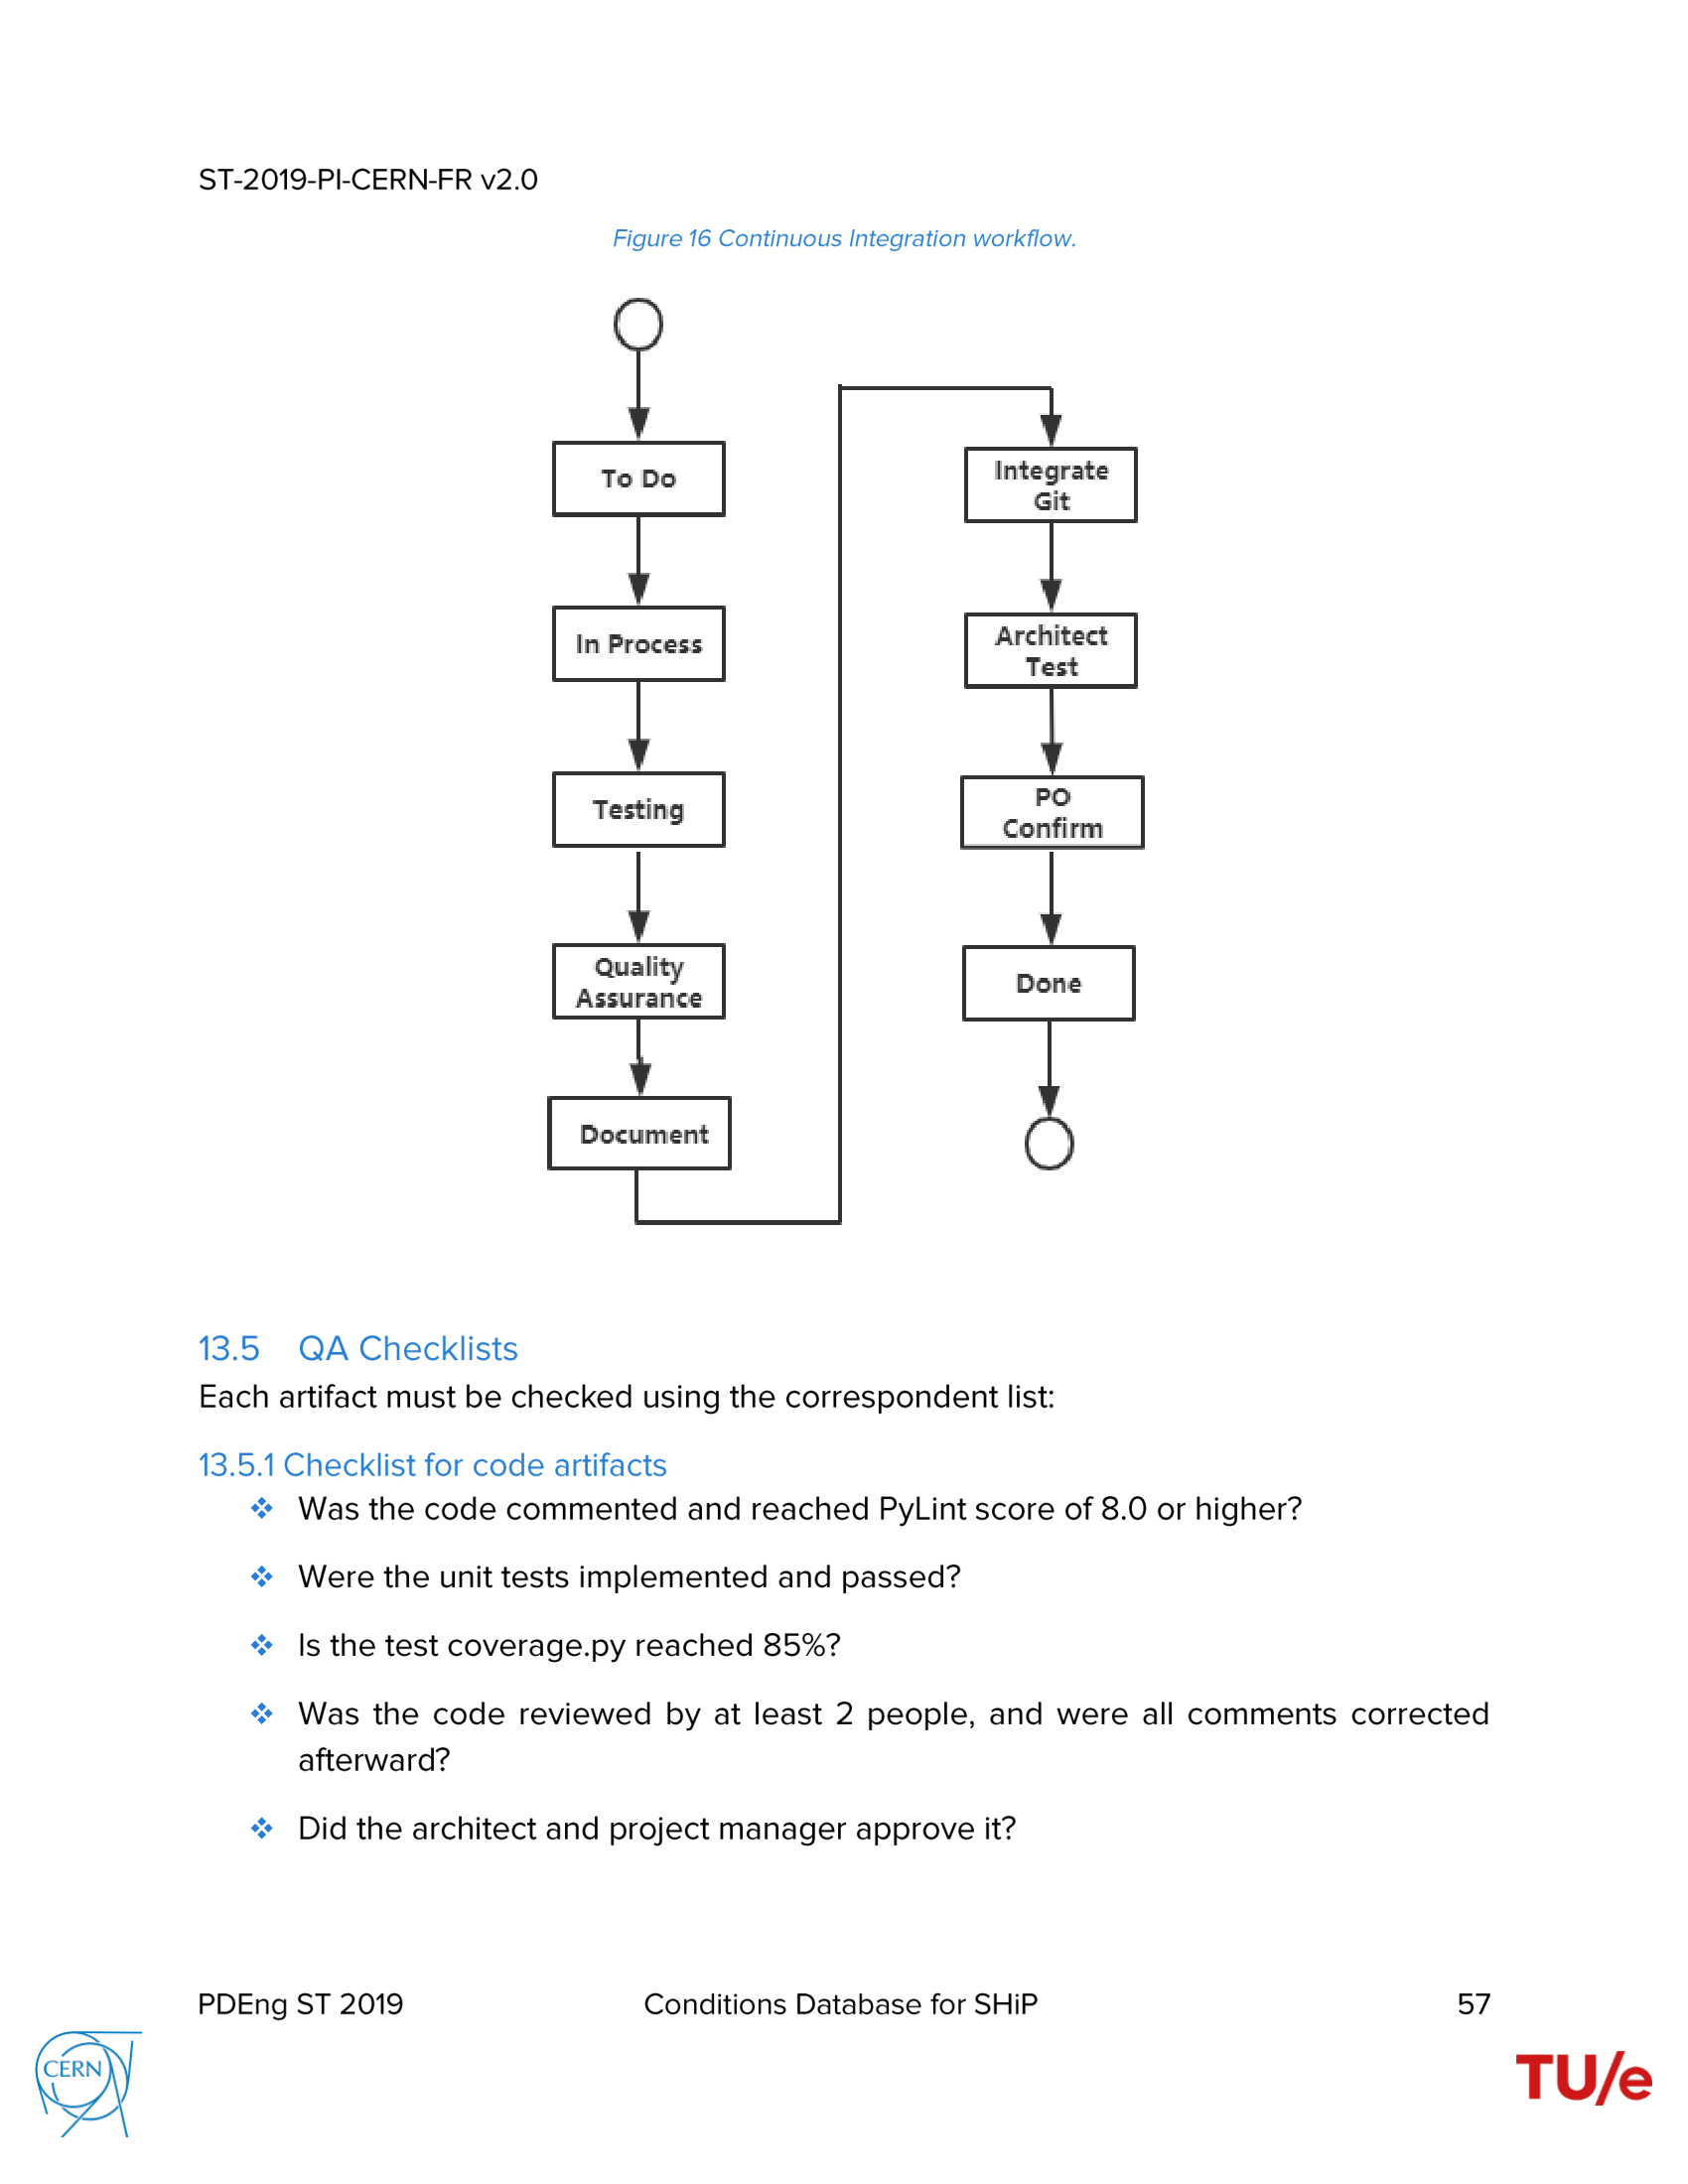 ST-2019-PI-CERN-FR v2.0
Figure 16 Continuous Integration workflow.
To Do
In Process
Testing
Quality
Assurance
Document
Integrate
Git
Architect
Test
PO
Confirm
Done
13.5 QA Checklists
Each artifact must be checked using the correspondent list:
13.5.1 Checklist for code artifacts
❖ Was the code commented and reached PyLint score of 8.0 or higher?
❖ Were the unit tests implemented and passed?
❖ Is the test coverage.py reached 85%?
❖ Was the code reviewed by at least 2 people, and were all comments corrected
afterward?
❖ Did the architect and project manager approve it?
PDEng ST 2019 Conditions Database for SHiP 57
CERN
TU/e